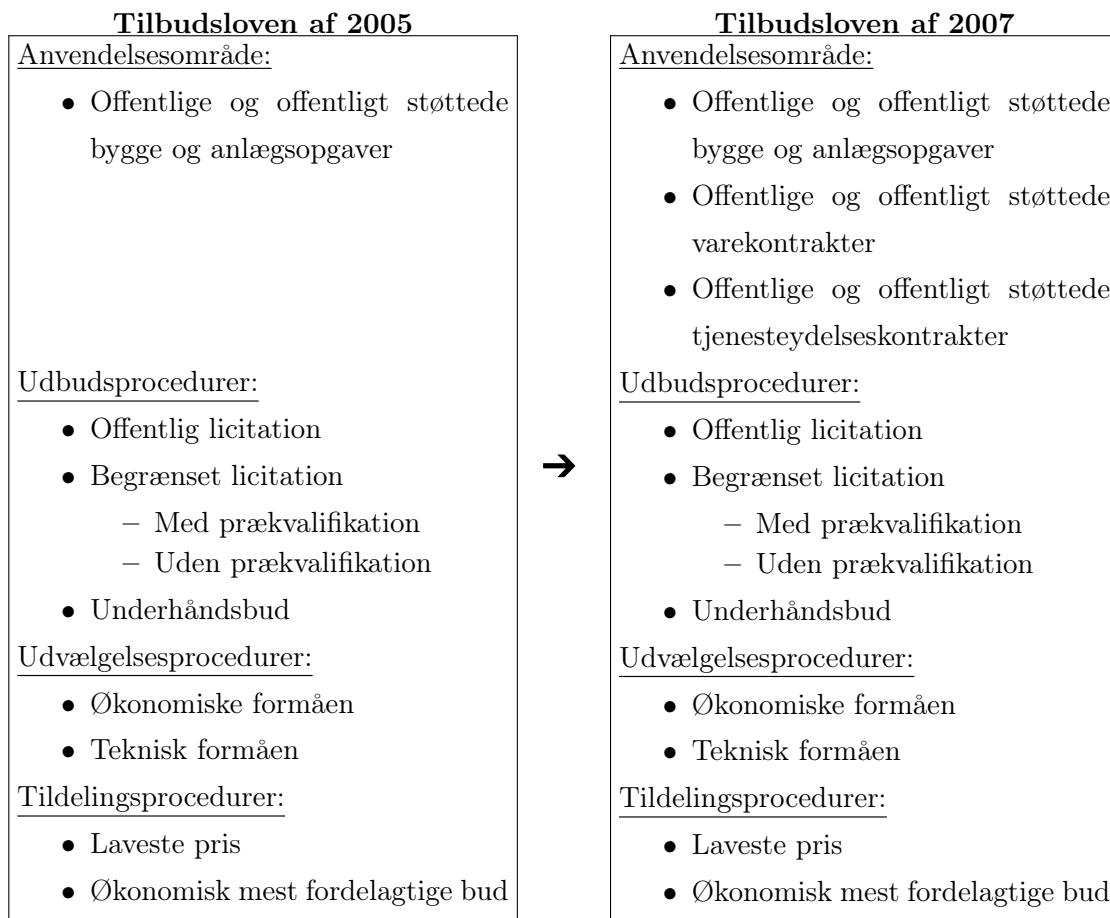 Tilbudsloven af 2005
Anvendelsesområde:
• Offentlige og offentligt støttede
bygge og anlægsopgaver
Udbudsprocedurer:
• Offentlig licitation
• Begrænset licitation
– Med prækvalifikation
– Uden prækvalifikation
• Underhåndsbud
Udvælgelsesprocedurer:
• Økonomiske formåen
• Teknisk formåen
Tildelingsprocedurer:
• Laveste pris
• Økonomisk mest fordelagtige bud
➔
Tilbudsloven af 2007
Anvendelsesområde:
• Offentlige og offentligt støttede
bygge og anlægsopgaver
• Offentlige og offentligt støttede
varekontrakter
• Offentlige og offentligt støttede
tjenesteydelseskontrakter
Udbudsprocedurer:
• Offentlig licitation
• Begrænset licitation
– Med prækvalifikation
– Uden prækvalifikation
• Underhåndsbud
Udvælgelsesprocedurer:
• Økonomiske formåen
• Teknisk formåen
Tildelingsprocedurer:
• Laveste pris
• Økonomisk mest fordelagtige bud